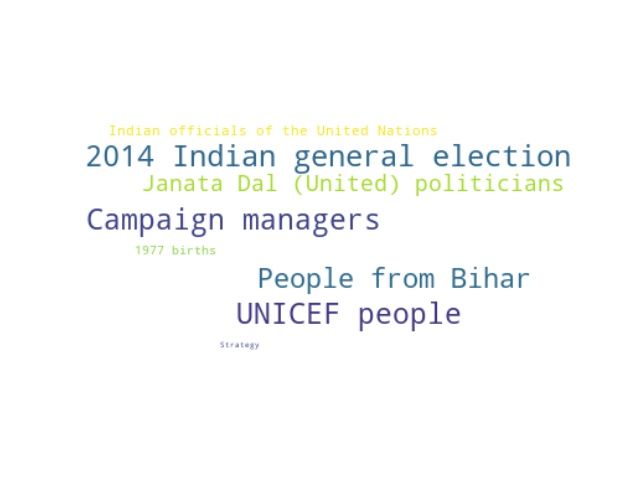 Indian officials of the United Nations
2014 Indian general election
Janata Dal (United) politicians
Campaign managers
1977 births
People from Bihar
UNICEF people
Strategy